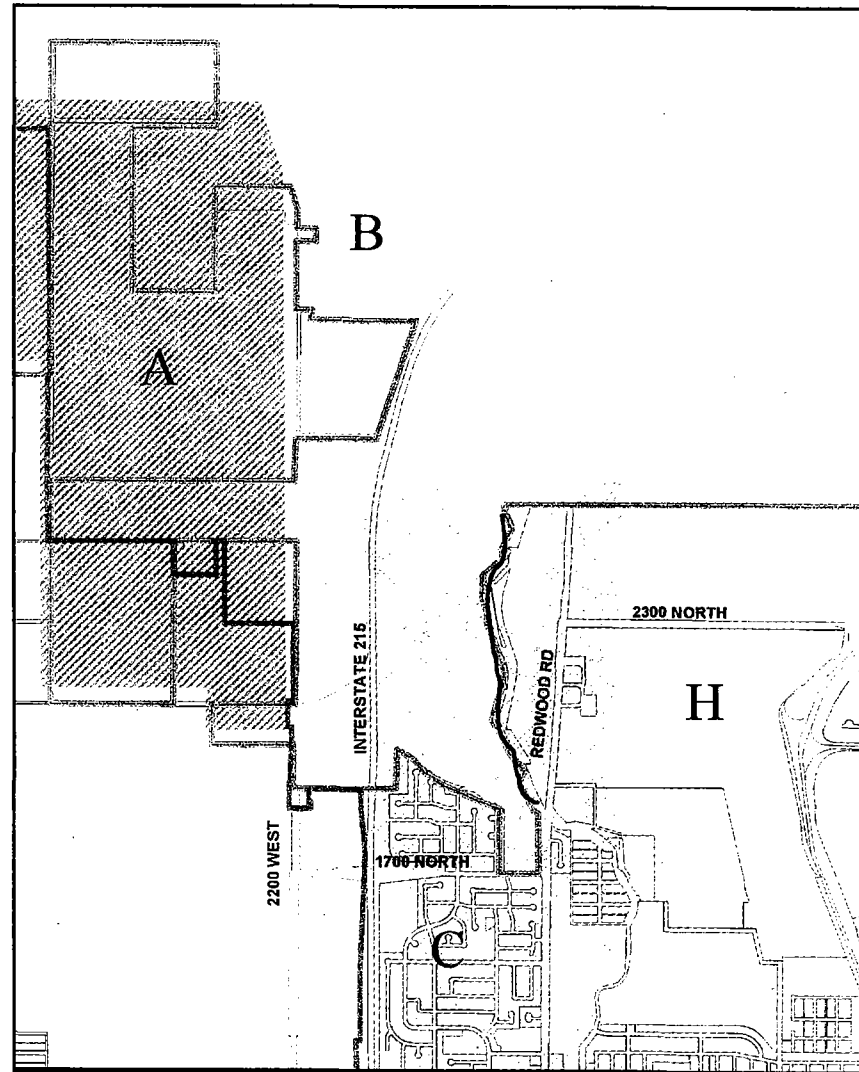 B
A
2300 NORTH
INTERSTATE 215
REDWOOD RD
H
2200 WEST
1700 NORTH
C